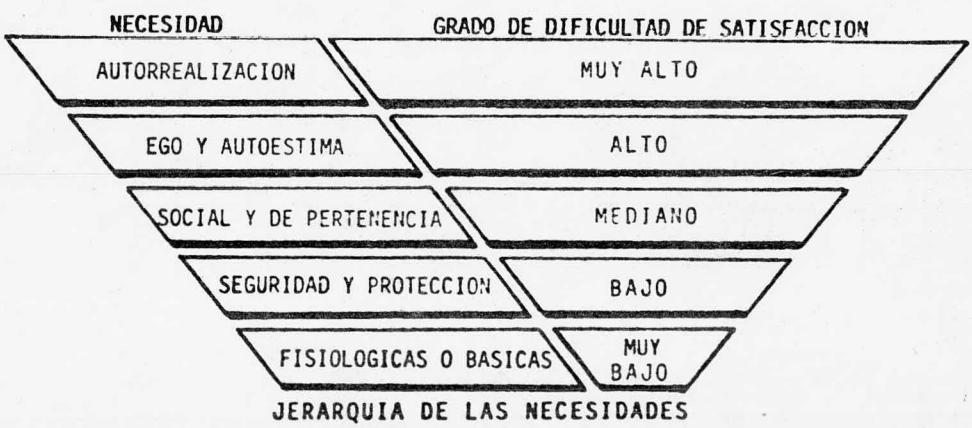 NECESIDAD GRADO DE DIFICULTAD DE SATISFACCION
AUTORREALIZACION MUY ALTO
EGO Y AUTOESTIMA ALTO
SOCIAL Y DE PERTENENCIA MEDIANO
SEGURIDAD Y PROTECCION BAJO
FISIOLOGICAS O BASICAS MUY
BAJO
JERARQUIA DE LAS NECESIDADES